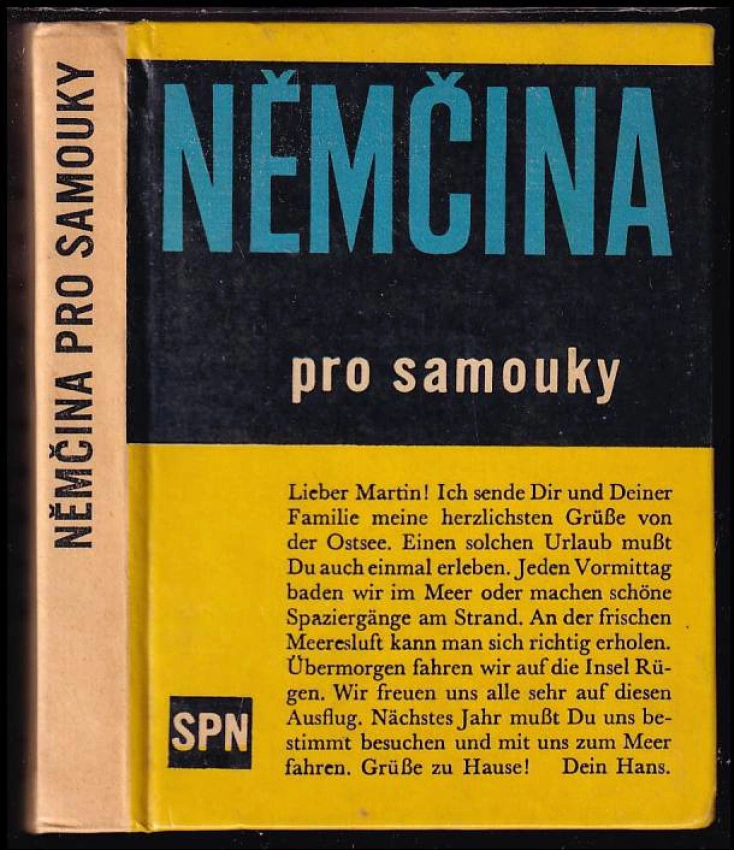 NĚMČINA PRO SAMOUKY
NĚMČINA
pro samouky
Lieber Martin! Ich sende Dir und Deiner
Familie meine herzlichsten Grüße von
der Ostsee. Einen solchen Urlaub mußt
Du auch einmal erleben. Jeden Vormittag
baden wir im Meer oder machen schöne
Spaziergänge am Strand. An der frischen
Meeresluft kann man sich richtig erholen.
Übermorgen fahren wir auf die Insel Rü-
gen. Wir freuen uns alle sehr auf diesen
Ausflug. Nächstes Jahr mußt Du uns be-
stimmt besuchen und mit uns zum Meer
fahren. Grüße zu Hause! Dein Hans.
SPN